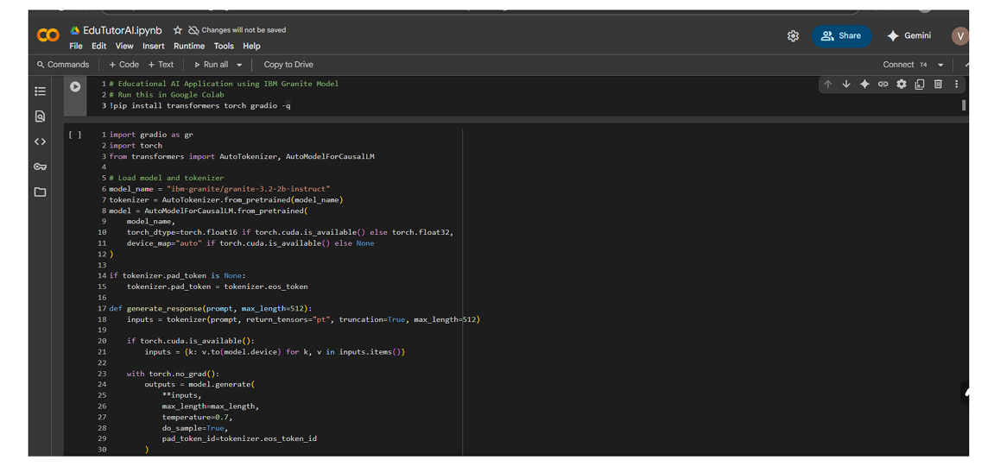 EduTutorAI.ipynb Changes will not be saved
File Edit View Insert Runtime Tools Help
Share Gemini V
Commands + Code + Text Run all Copy to Drive Connect T4
1 # Educational AI Application using IBM Granite Model
2 # Run this in Google Colab
3 !pip install transformers torch gradio -q
[ ] 1 import gradio as gr
2 import torch
3 from transformers import AutoTokenizer, AutoModelForCausalLM
4
5 # Load model and tokenizer
6 model_name = "ibm-granite/granite-3.2-2b-instruct"
7 tokenizer = AutoTokenizer.from_pretrained(model_name)
8 model = AutoModelForCausalLM.from_pretrained(
9     model_name,
10     torch_dtype=torch.float16 if torch.cuda.is_available() else torch.float32,
11     device_map="auto" if torch.cuda.is_available() else None
12 )
13
14 if tokenizer.pad_token is None:
15     tokenizer.pad_token = tokenizer.eos_token
16
17 def generate_response(prompt, max_length=512):
18     inputs = tokenizer(prompt, return_tensors="pt", truncation=True, max_length=512)
19
20     if torch.cuda.is_available():
21         inputs = {k: v.to(model.device) for k, v in inputs.items()}
22
23     with torch.no_grad():
24         outputs = model.generate(
25             **inputs,
26             max_length=max_length,
27             temperature=0.7,
28             do_sample=True,
29             pad_token_id=tokenizer.eos_token_id
30         )